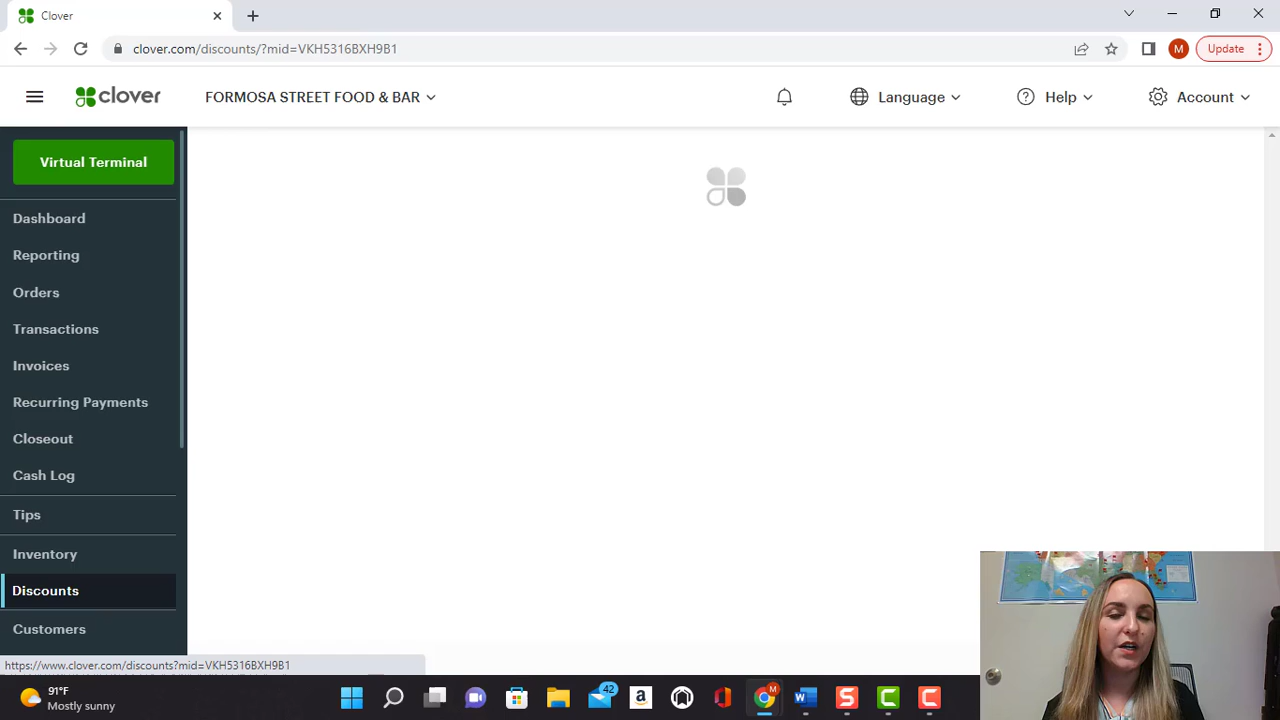 Clover
clover.com/discounts/?mid=VKH5316BXH9B1
M
Update
clover
FORMOSA STREET FOOD & BAR
Language
Help
Account
Virtual Terminal
Dashboard
Reporting
Orders
Transactions
Invoices
Recurring Payments
Closeout
Cash Log
Tips
Inventory
Discounts
Customers
https://www.clover.com/discounts?mid=VKH5316BXH9B1
91°F
Mostly sunny
42
M